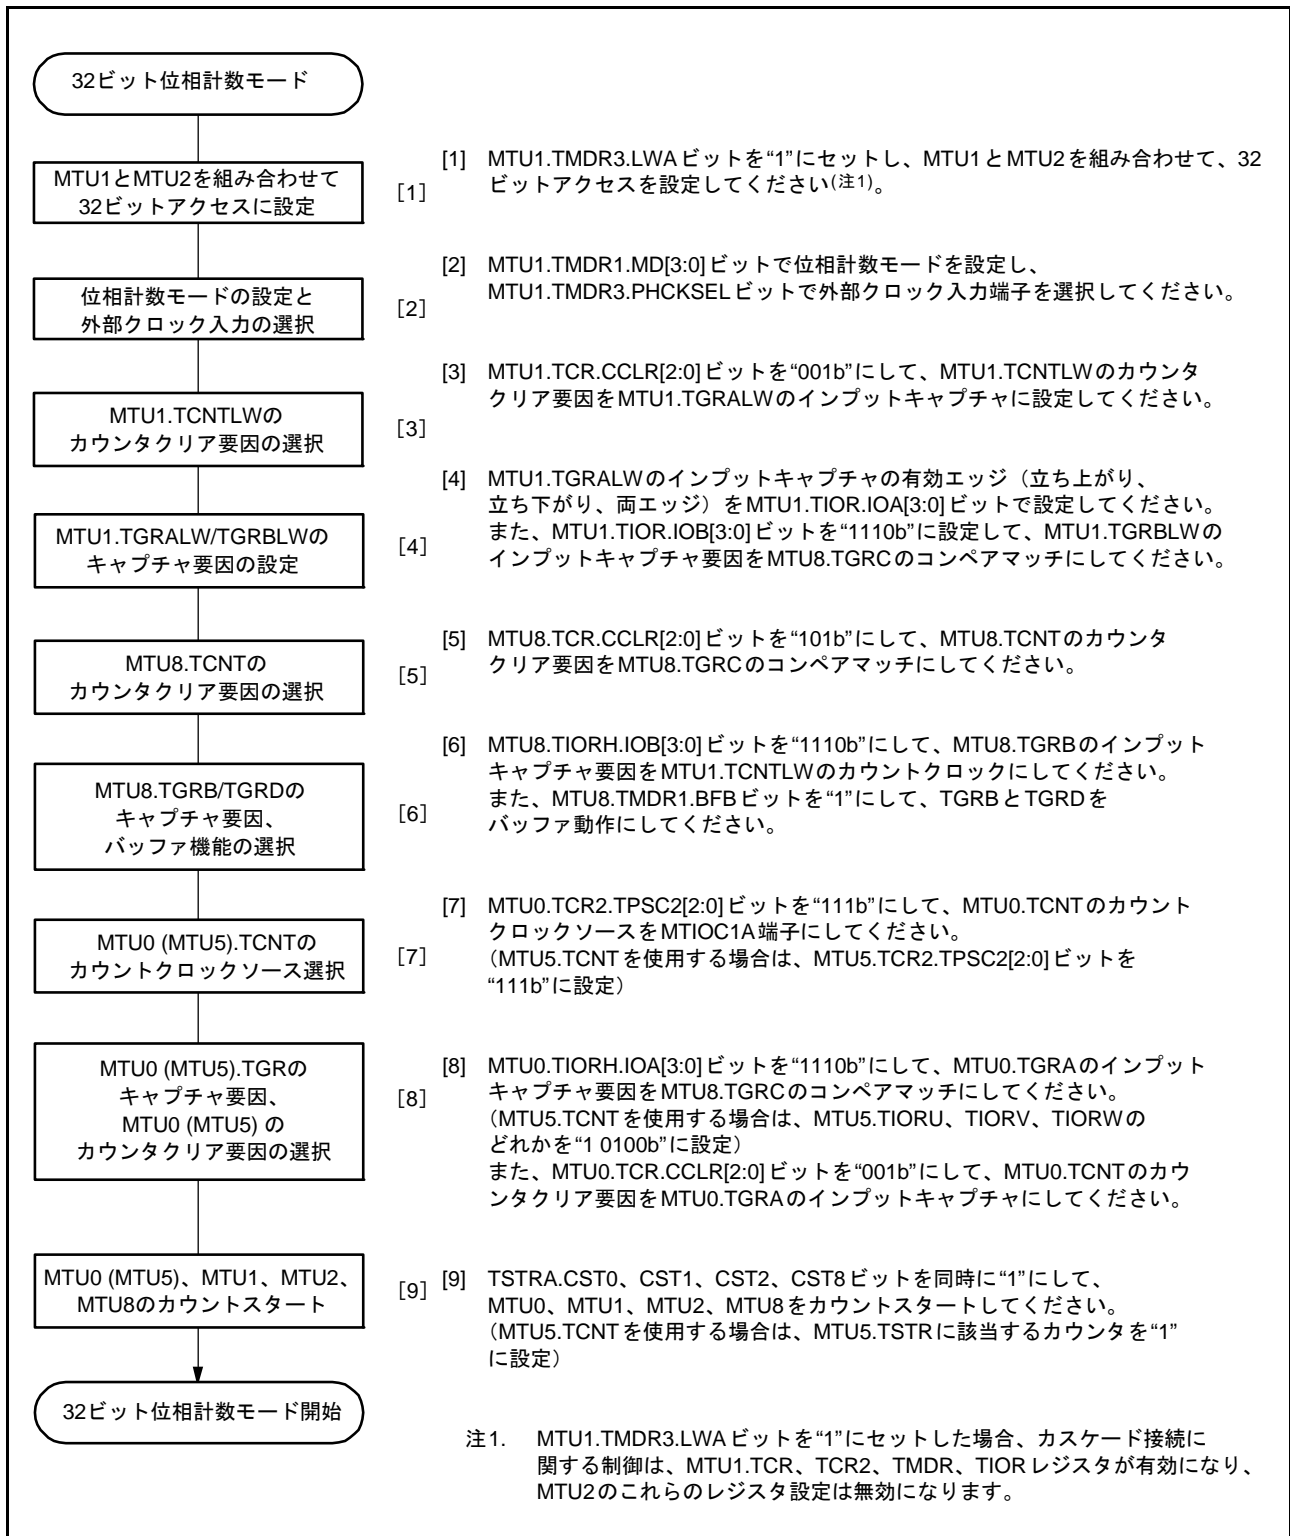 32ビット位相計数モード
MTU1とMTU2を組み合わせて
32ビットアクセスに設定
[1]
[1] MTU1.TMDR3.LWAビットを“1”にセットし、MTU1とMTU2を組み合わせて、32
ビットアクセスを設定してください(注1)。
位相計数モードの設定と
外部クロック入力の選択
[2]
[2] MTU1.TMDR1.MD[3:0]ビットで位相計数モードを設定し、
MTU1.TMDR3.PHCKSELビットで外部クロック入力端子を選択してください。
MTU1.TCNTLWの
カウンタクリア要因の選択
[3]
[3] MTU1.TCR.CCLR[2:0]ビットを“001b”にして、MTU1.TCNTLWのカウンタ
クリア要因をMTU1.TGRALWのインプットキャプチャに設定してください。
MTU1.TGRALW/TGRBLWの
キャプチャ要因の設定
[4]
[4] MTU1.TGRALWのインプットキャプチャの有効エッジ（立ち上がり、
立ち下がり、両エッジ）をMTU1.TIOR.IOA[3:0]ビットで設定してください。
また、MTU1.TIOR.IOB[3:0]ビットを“1110b”に設定して、MTU1.TGRBLWの
インプットキャプチャ要因をMTU8.TGRCのコンペアマッチにしてください。
MTU8.TCNTの
カウンタクリア要因の選択
[5]
[5] MTU8.TCR.CCLR[2:0]ビットを“101b”にして、MTU8.TCNTのカウンタ
クリア要因をMTU8.TGRCのコンペアマッチにしてください。
MTU8.TGRB/TGRDの
キャプチャ要因、
バッファ機能の選択
[6]
[6] MTU8.TIORH.IOB[3:0]ビットを“1110b”にして、MTU8.TGRBのインプット
キャプチャ要因をMTU1.TCNTLWのカウントクロックにしてください。
また、MTU8.TMDR1.BFBビットを“1”にして、TGRBとTGRDを
バッファ動作にしてください。
MTU0 (MTU5).TCNTの
カウントクロックソース選択
[7]
[7] MTU0.TCR2.TPSC2[2:0]ビットを“111b”にして、MTU0.TCNTのカウント
クロックソースをMTIOC1A端子にしてください。
（MTU5.TCNTを使用する場合は、MTU5.TCR2.TPSC2[2:0]ビットを
“111b”に設定）
MTU0 (MTU5).TGRの
キャプチャ要因、
MTU0 (MTU5) の
カウンタクリア要因の選択
[8]
[8] MTU0.TIORH.IOA[3:0]ビットを“1110b”にして、MTU0.TGRAのインプット
キャプチャ要因をMTU8.TGRCのコンペアマッチにしてください。
（MTU5.TCNTを使用する場合は、MTU5.TIORU、TIORV、TIORWの
どれかを“1 0100b”に設定）
また、MTU0.TCR.CCLR[2:0]ビットを“001b”にして、MTU0.TCNTのカウ
ンタクリア要因をMTU0.TGRAのインプットキャプチャにしてください。
MTU0 (MTU5)、MTU1、MTU2、
MTU8のカウントスタート
[9]
[9] TSTRA.CST0、CST1、CST2、CST8ビットを同時に“1”にして、
MTU0、MTU1、MTU2、MTU8をカウントスタートしてください。
（MTU5.TCNTを使用する場合は、MTU5.TSTRに該当するカウンタを“1”
に設定）
32ビット位相計数モード開始
注1. MTU1.TMDR3.LWAビットを“1”にセットした場合、カスケード接続に
関する制御は、MTU1.TCR、TCR2、TMDR、TIORレジスタが有効になり、
MTU2のこれらのレジスタ設定は無効になります。